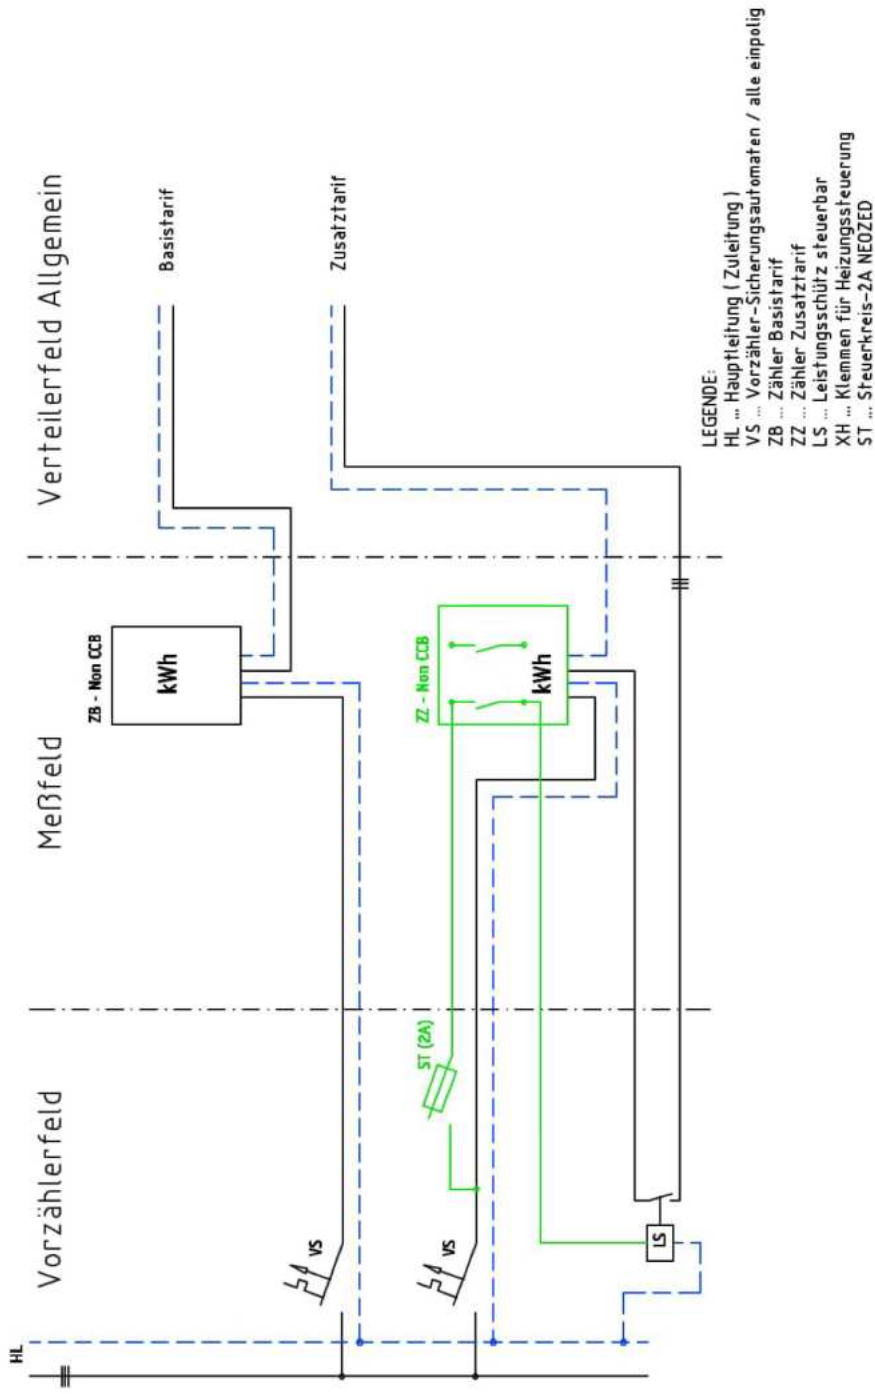 Vorzählerfeld
Meßfeld
Verteilerfeld Allgemein
HL
ZB - Non CCB
kWh
Basistarif
VS
ST (2A)
ZZ - Non CCB
kWh
Zusatztarif
VS
LS
LEGENDE:
HL ... Hauptleitung ( Zuleitung )
VS ... Vorzähler-Sicherungsautomaten / alle einpolig
ZB ... Zähler Basistarif
ZZ ... Zähler Zusatztarif
LS ... Leistungsschütz steuerbar
XH ... Klemmen für Heizungssteuerung
ST ... Steuerkreis-2A NEOZED